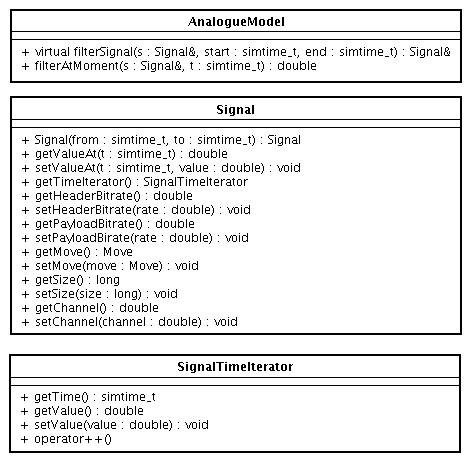 AnalogueModel
+ virtual filterSignal(s : Signal&, start : simtime_t, end : simtime_t) : Signal&
+ filterAtMoment(s : Signal&, t : simtime_t) : double
Signal
+ Signal(from : simtime_t, to : simtime_t) : Signal
+ getValueAt(t : simtime_t) : double
+ setValueAt(t : simtime_t, value : double) : void
+ getTimeIterator() : SignalTimeIterator
+ getHeaderBitrate() : double
+ setHeaderBitrate(rate : double) : void
+ getPayloadBitrate() : double
+ setPayloadBirate(rate : double) : void
+ getMove() : Move
+ setMove(move : Move) : void
+ getSize() : long
+ setSize(size : long) : void
+ getChannel() : double
+ setChannel(channel : double) : void
SignalTimeIterator
+ getTime() : simtime_t
+ getValue() : double
+ setValue(value : double) : void
+ operator++()